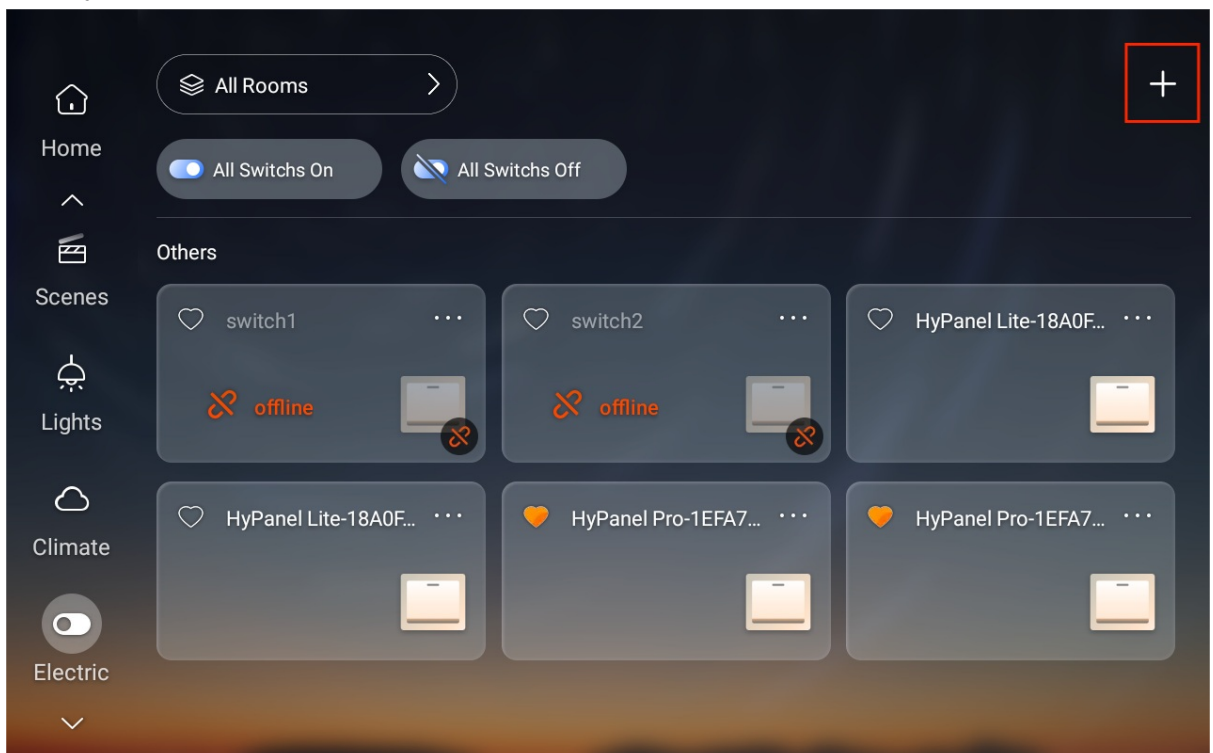 All Rooms
Home
All Switchs On
All Switchs Off
Others
Scenes
switch1
switch2
HyPanel Lite-18A0F...
offline
offline
Lights
HyPanel Lite-18A0F...
HyPanel Pro-1EFA7...
HyPanel Pro-1EFA7...
Climate
Electric